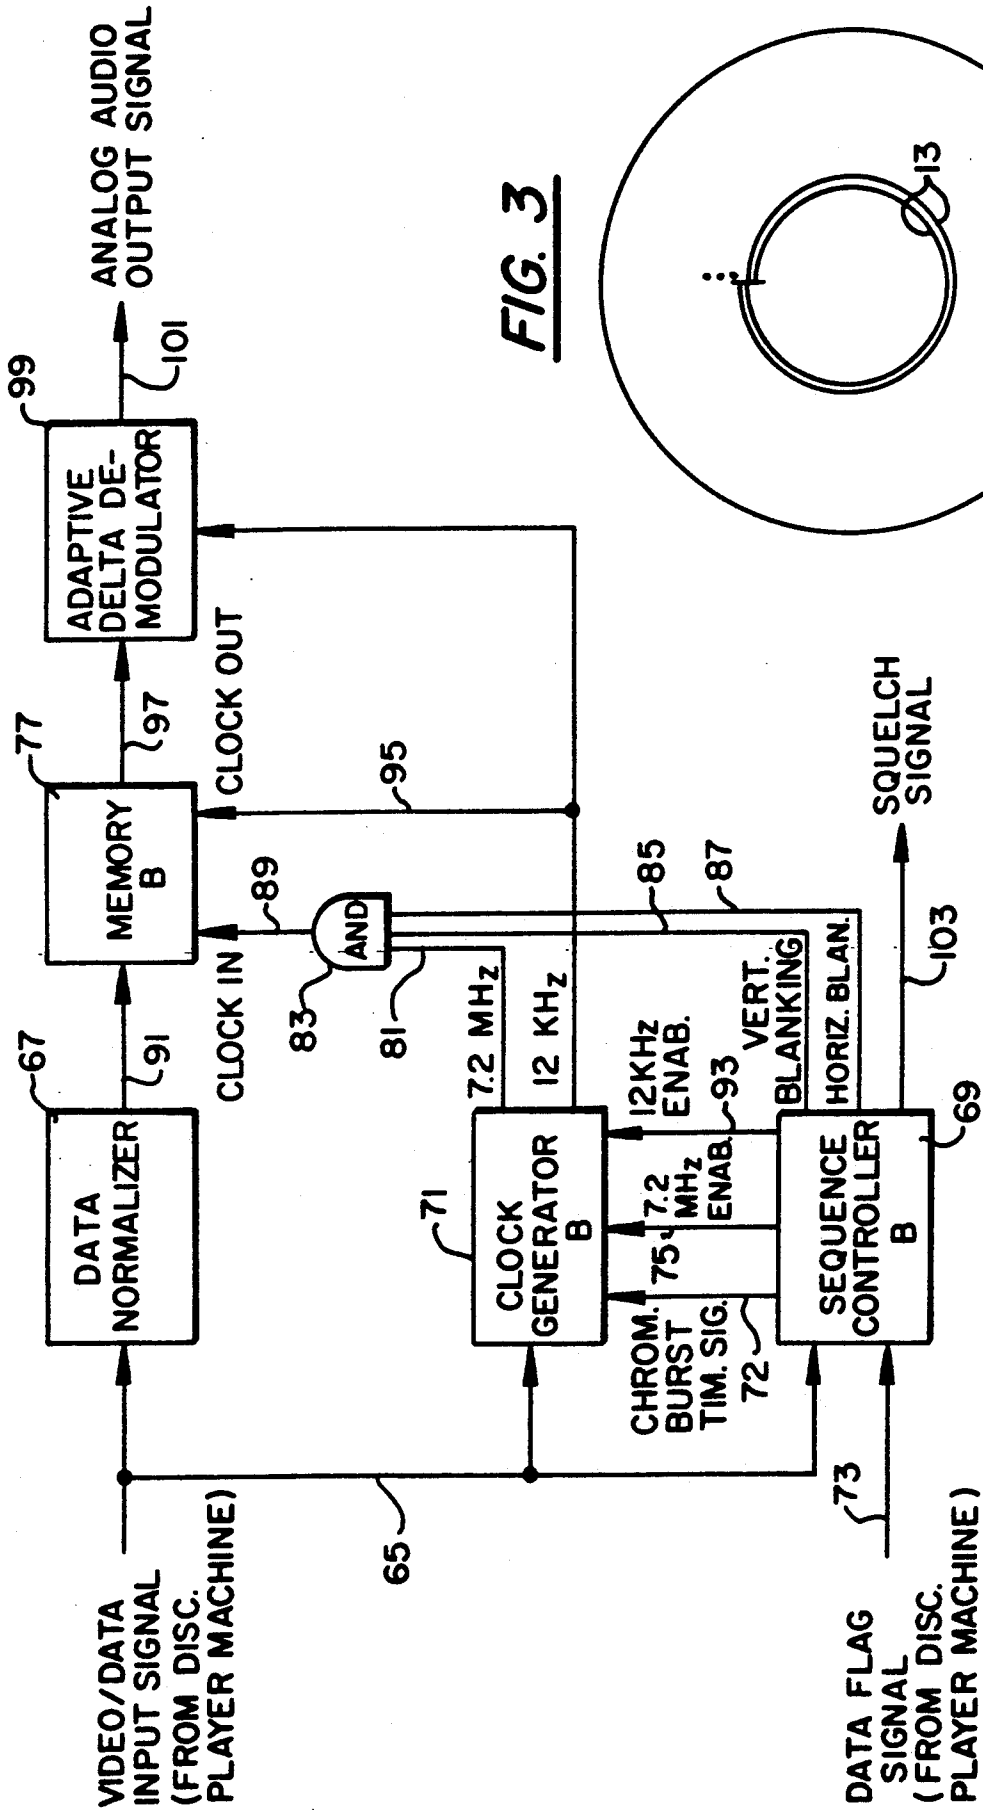 VIDEO/DATA
INPUT SIGNAL
(FROM DISC.
PLAYER MACHINE)
65
67
DATA
NORMALIZER
91
77
MEMORY
B
97
99
ADAPTIVE
DELTA DE-
MODULATOR
101
ANALOG AUDIO
OUTPUT SIGNAL
CLOCK IN
89
CLOCK OUT
83
AND
81
95
71
CLOCK
GENERATOR
B
7.2 MHz
12 KHz
85
87
CHROM.
BURST
TIM. SIG.
72
75
7.2
MHz
ENAB.
12KHz
ENAB.
93
VERT.
BLANKING
HORIZ. BLAN.
DATA FLAG
SIGNAL
(FROM DISC.
PLAYER MACHINE)
73
SEQUENCE
CONTROLLER
B
69
103
SQUELCH
SIGNAL
FIG. 3
13